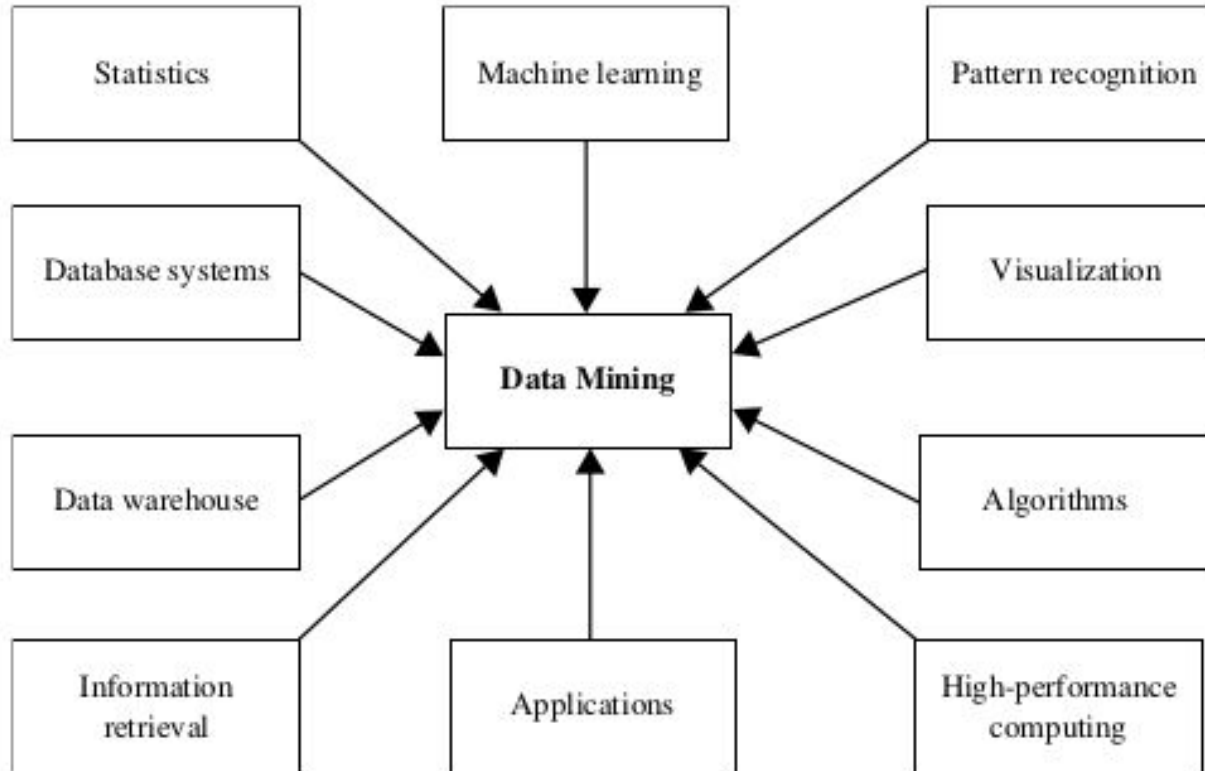 Statistics
Machine learning
Pattern recognition
Database systems
Visualization
Data Mining
Data warehouse
Algorithms
Information
retrieval
Applications
High-performance
computing